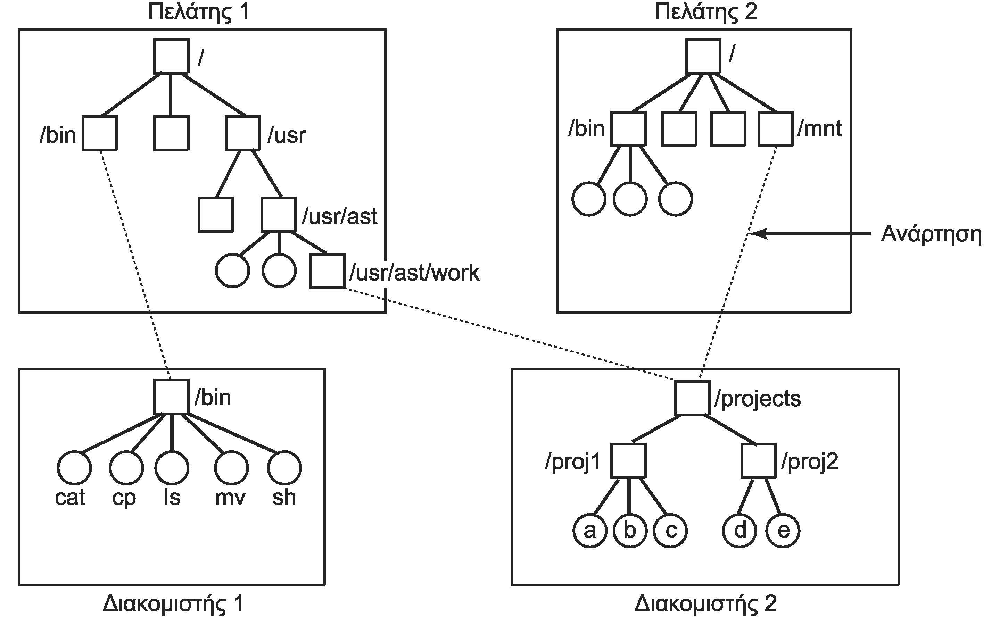 Πελάτης 1
Πελάτης 2
/
/
/bin
/usr
/bin
/mnt
/usr/ast
Ανάρτηση
/usr/ast/work
/bin
/projects
/proj1
/proj2
cat
cp
ls
mv
sh
a
b
c
d
e
Διακομιστής 1
Διακομιστής 2